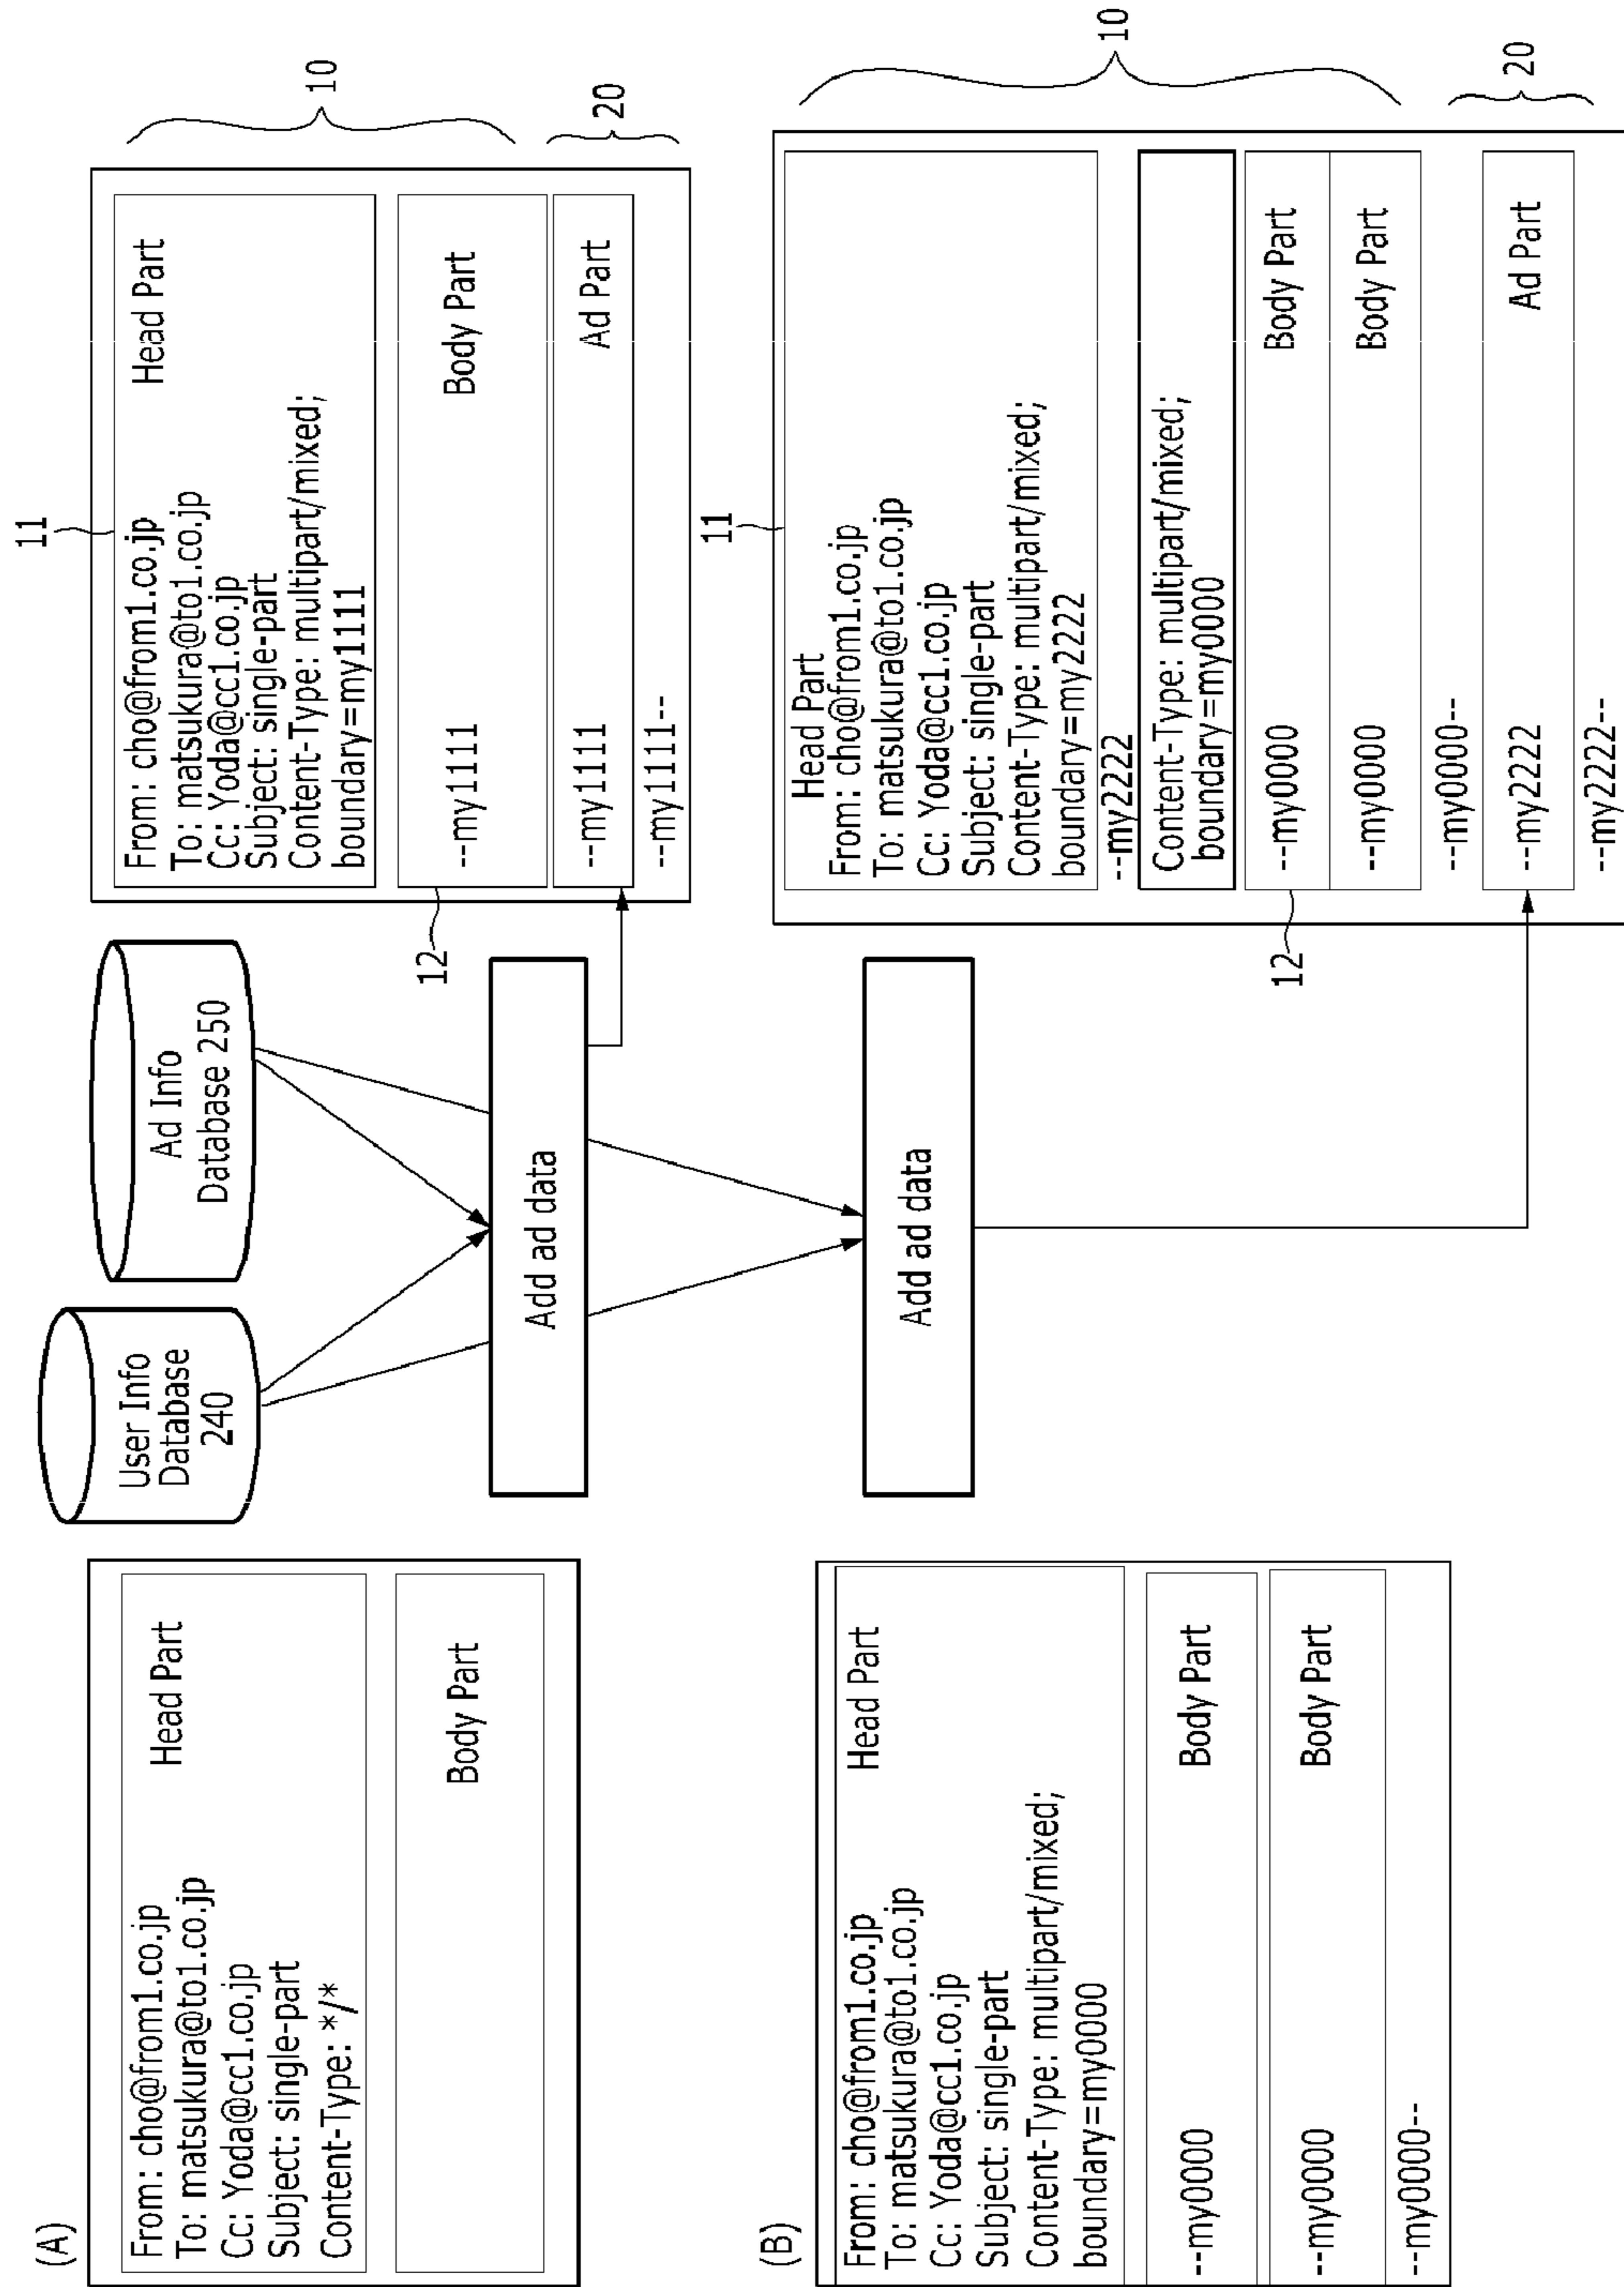 (A)
From: cho@from1.co.jp
To: matsukura@to1.co.jp
Cc: Yoda@cc1.co.jp
Subject: single-part
Content-Type: */*
Head Part
Body Part
User Info
Database
240
Ad Info
Database 250
Add ad data
11
From: cho@from1.co.jp
To: matsukura@to1.co.jp
Cc: Yoda@cc1.co.jp
Subject: single-part
Content-Type: multipart/mixed;
boundary=my1111
Head Part
12
--my1111
Body Part
--my1111
Ad Part
--my1111--
10
20
(B)
From: cho@from1.co.jp
To: matsukura@to1.co.jp
Cc: Yoda@cc1.co.jp
Subject: single-part
Content-Type: multipart/mixed;
boundary=my0000
Head Part
--my0000
Body Part
--my0000
Body Part
--my0000--
Add ad data
11
Head Part
From: cho@from1.co.jp
To: matsukura@to1.co.jp
Cc: Yoda@cc1.co.jp
Subject: single-part
Content-Type: multipart/mixed;
boundary=my2222
--my2222
Content-Type: multipart/mixed;
boundary=my0000
12
--my0000
Body Part
--my0000
Body Part
--my0000--
--my2222
Ad Part
--my2222--
10
20